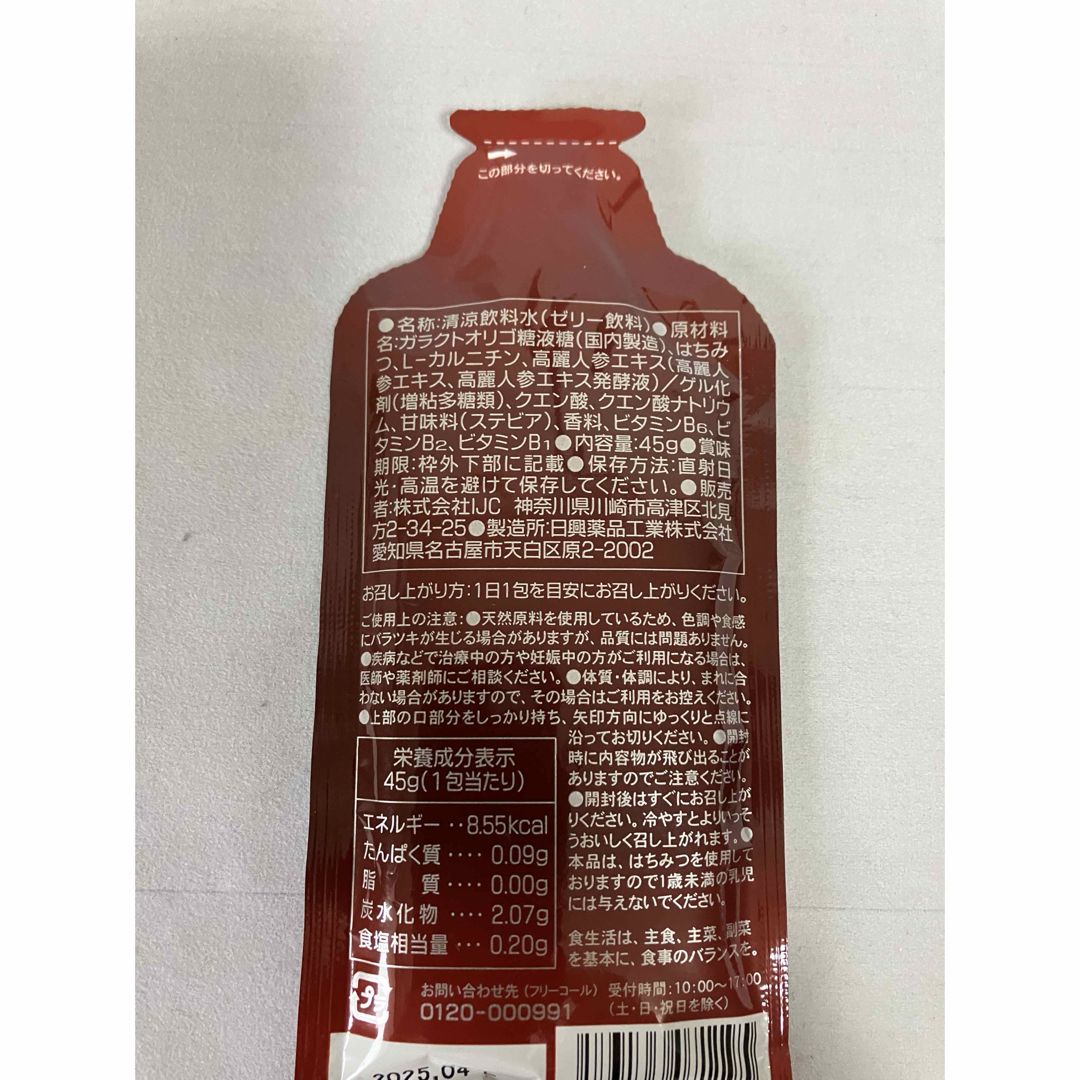 この部分を切ってください。
●名称:清涼飲料水(ゼリー飲料)●原材料
名:ガラクトオリゴ糖液糖(国内製造)、はちみ
つ、L-カルニチン、高麗人参エキス(高麗人
参エキス、高麗人参エキス発酵液)/ゲル化
剤(増粘多糖類)、クエン酸、クエン酸ナトリウ
ム、甘味料(ステビア)、香料、ビタミンB6、ビ
タミンB2、ビタミンB1●内容量:45g●賞味
期限:枠外下部に記載●保存方法:直射日
光・高温を避けて保存してください。●販売
者:株式会社IJC 神奈川県川崎市高津区北見
方2-34-25●製造所:日興薬品工業株式会社
愛知県名古屋市天白区原2-2002
お召し上がり方:1日1包を目安にお召し上がりください。
ご使用上の注意:●天然原料を使用しているため、色調や食感
にバラツキが生じる場合がありますが、品質には問題ありません。
●疾病などで治療中の方や妊娠中の方がご利用になる場合は、
医師や薬剤師にご相談ください。●体質・体調により、まれに合
わない場合がありますので、その場合はご利用をお控えください。
●上部の口部分をしっかり持ち、矢印方向にゆっくりと点線に
沿ってお切りください。●開封
時に内容物が飛び出ることが
ありますのでご注意ください。
●開封後はすぐにお召し上が
りください。冷やすとよりいっそ
うおいしく召し上がれます。●
本品は、はちみつを使用して
おりますので1歳未満の乳児
には与えないでください。
食生活は、主食、主菜、副菜
を基本に、食事のバランスを。
栄養成分表示
45g(1包当たり)
エネルギー‥8.55kcal
たんぱく質‥‥0.09g
脂 質‥‥0.00g
炭水化物‥‥2.07g
食塩相当量‥・0.20g
プラ
お問い合わせ先(フリーコール) 受付時間:10:00〜17:00
0120-000991 (土・日・祝日を除く)
2025.04